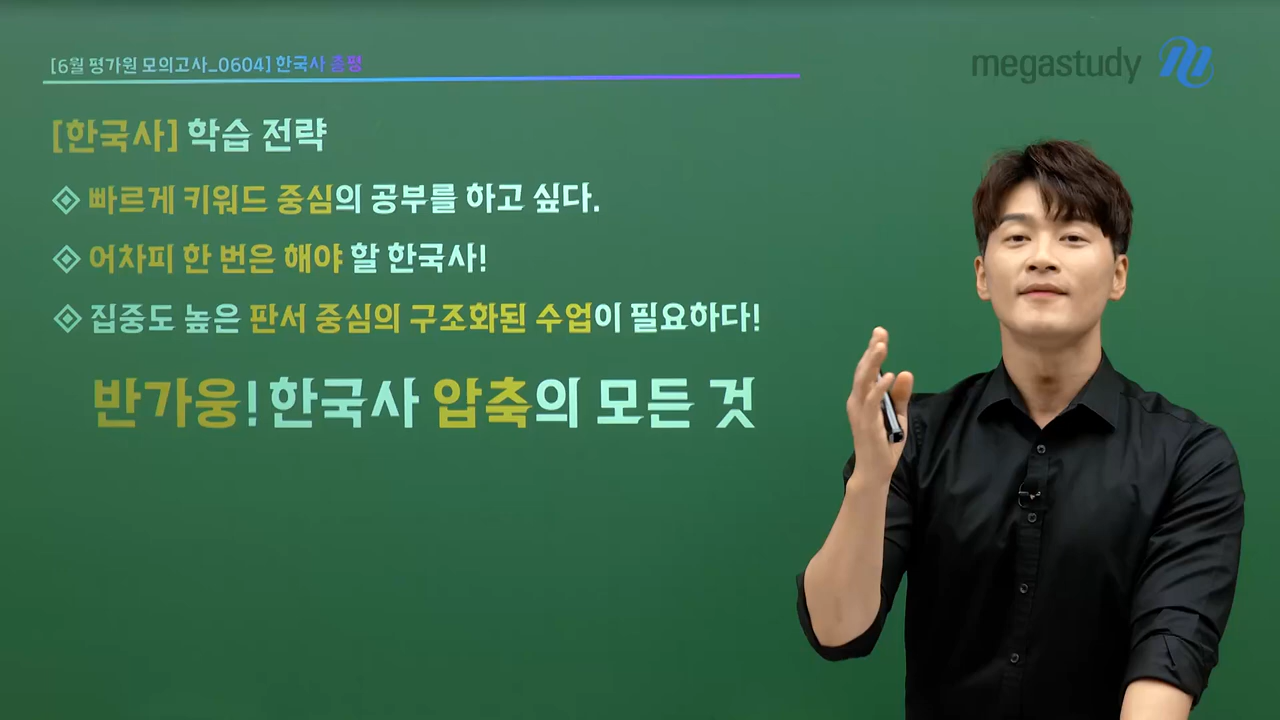 [6월 평가원 모의고사_0604] 한국사 총평
megastudy
[한국사] 학습 전략
빠르게 키워드 중심의 공부를 하고 싶다.
어차피 한 번은 해야 할 한국사!
집중도 높은 판서 중심의 구조화된 수업이 필요하다!
반가웅! 한국사 압축의 모든 것